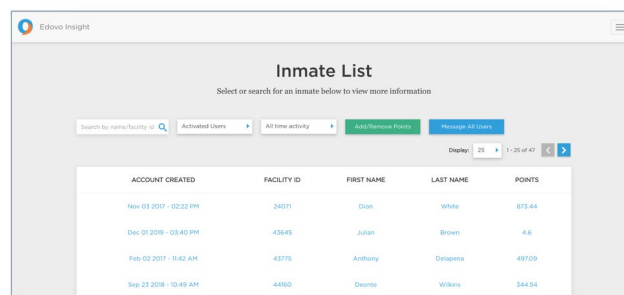 Edovo Insight
Inmate List
Select or search for an inmate below to view more information
Search by name/facility id Activated Users All time activity Add/Remove Points Message All Users
Display: 25 1 - 25 of 47
ACCOUNT CREATED FACILITY ID FIRST NAME LAST NAME POINTS
Nov 03 2017 - 02:22 PM 24071 Dion White 873.44
Dec 01 2019 - 03:40 PM 43645 Julian Brown 4.6
Feb 02 2017 - 11:42 AM 43775 Anthony Delapena 497.09
Sep 23 2018 - 10:49 AM 44160 Deonte Wilkins 344.54